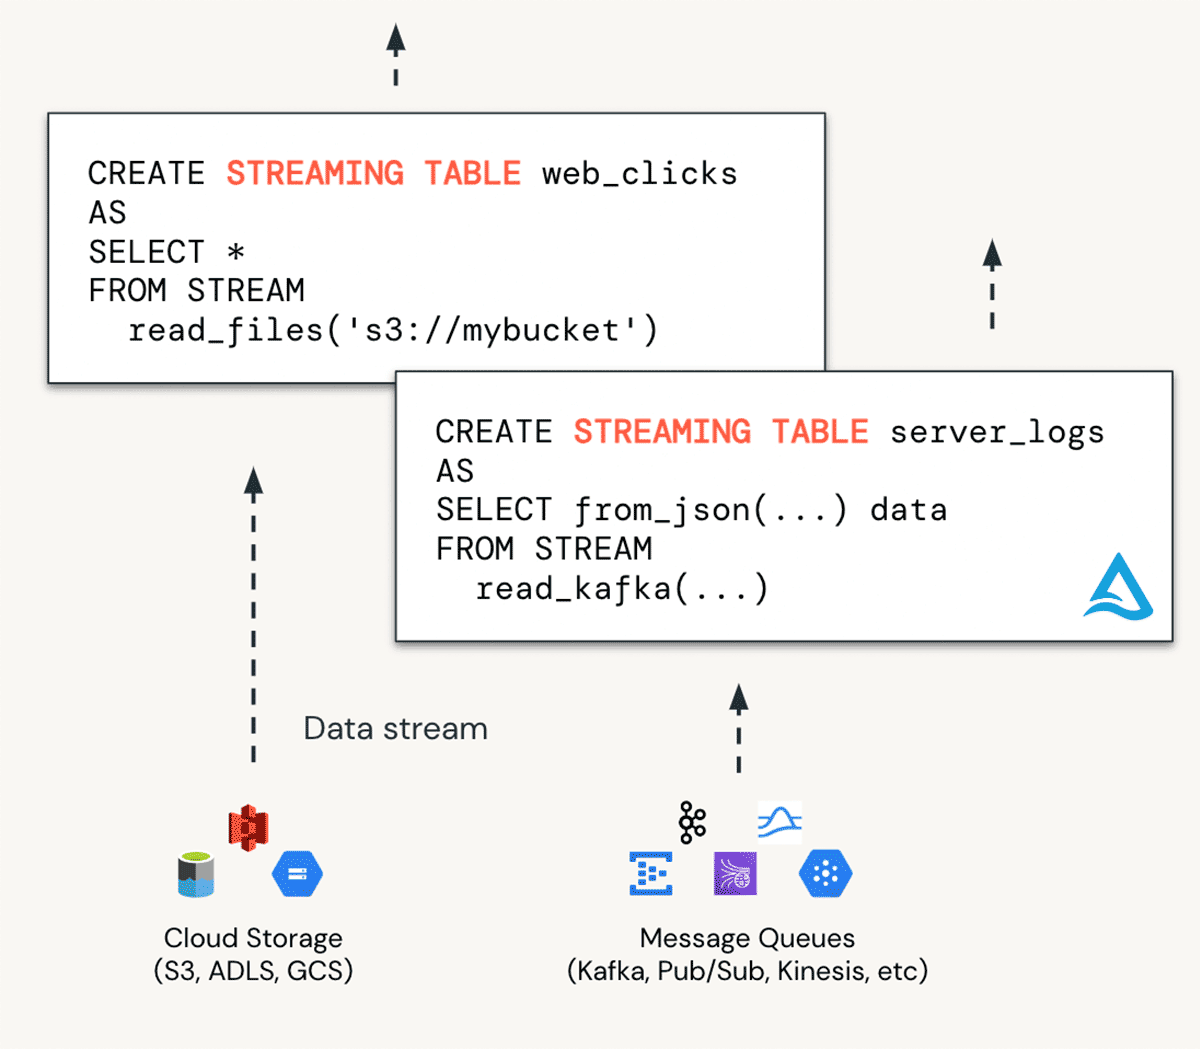 CREATE STREAMING TABLE web_clicks
AS
SELECT *
FROM STREAM
read_files('s3://mybucket')
CREATE STREAMING TABLE server_logs
AS
SELECT from_json(...) data
FROM STREAM
read_kafka(...)
Data stream
Cloud Storage
(S3, ADLS, GCS)
Message Queues
(Kafka, Pub/Sub, Kinesis, etc)